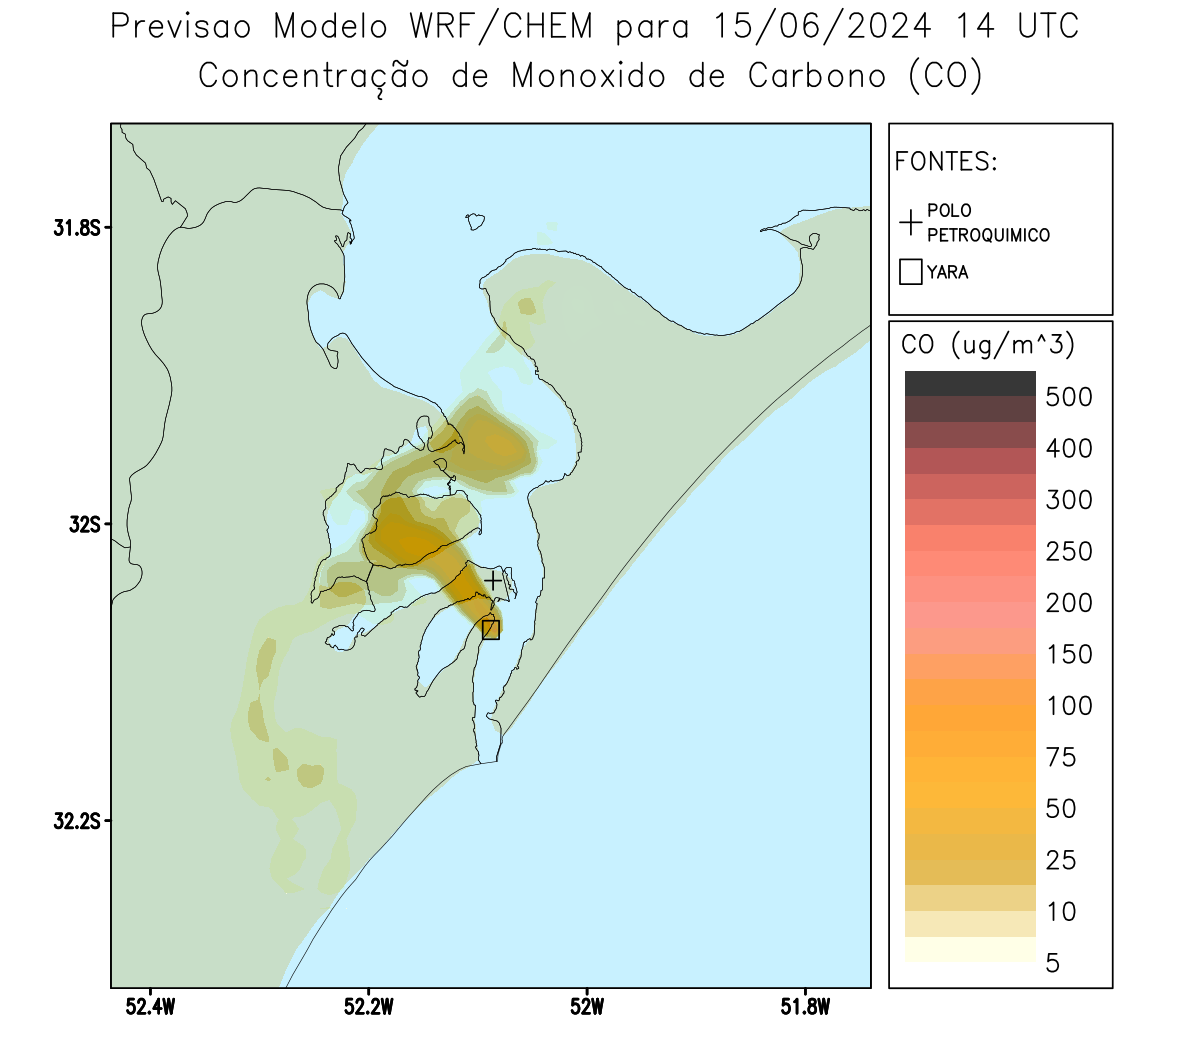 Previsao Modelo WRF/CHEM para 15/06/2024 14 UTC
Concentração de Monoxido de Carbono (CO)
FONTES:
POLO
PETROQUIMICO
YARA
CO (ug/m^3)
500
400
300
250
200
150
100
75
50
25
10
5
31.8S
32S
32.2S
52.4W
52.2W
52W
51.8W